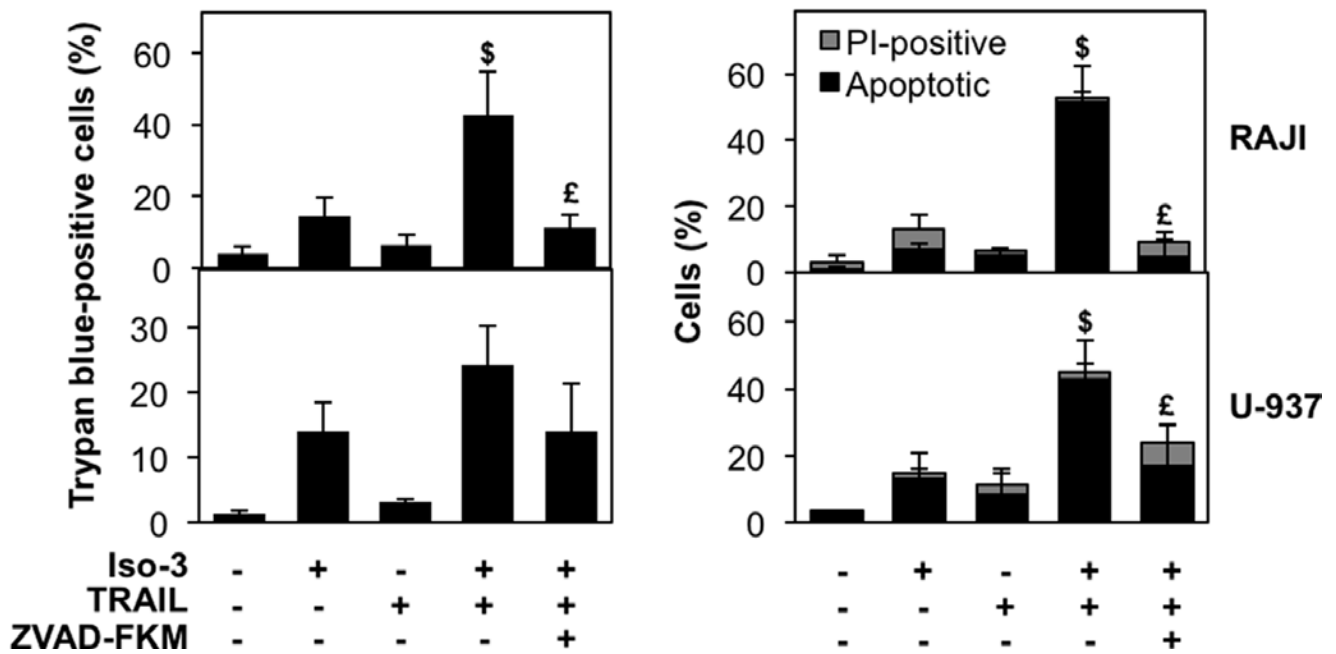 Trypan blue-positive cells (%)
60
40
20
0
$
£
30
20
10
0
Cells (%)
PI-positive
Apoptotic
60
40
20
0
$
£
RAJI
60
40
20
0
$
£
U-937
Iso-3 - + - + + - + - + +
TRAIL - - + + + - - + + +
ZVAD-FKM - - - - + - - - - +